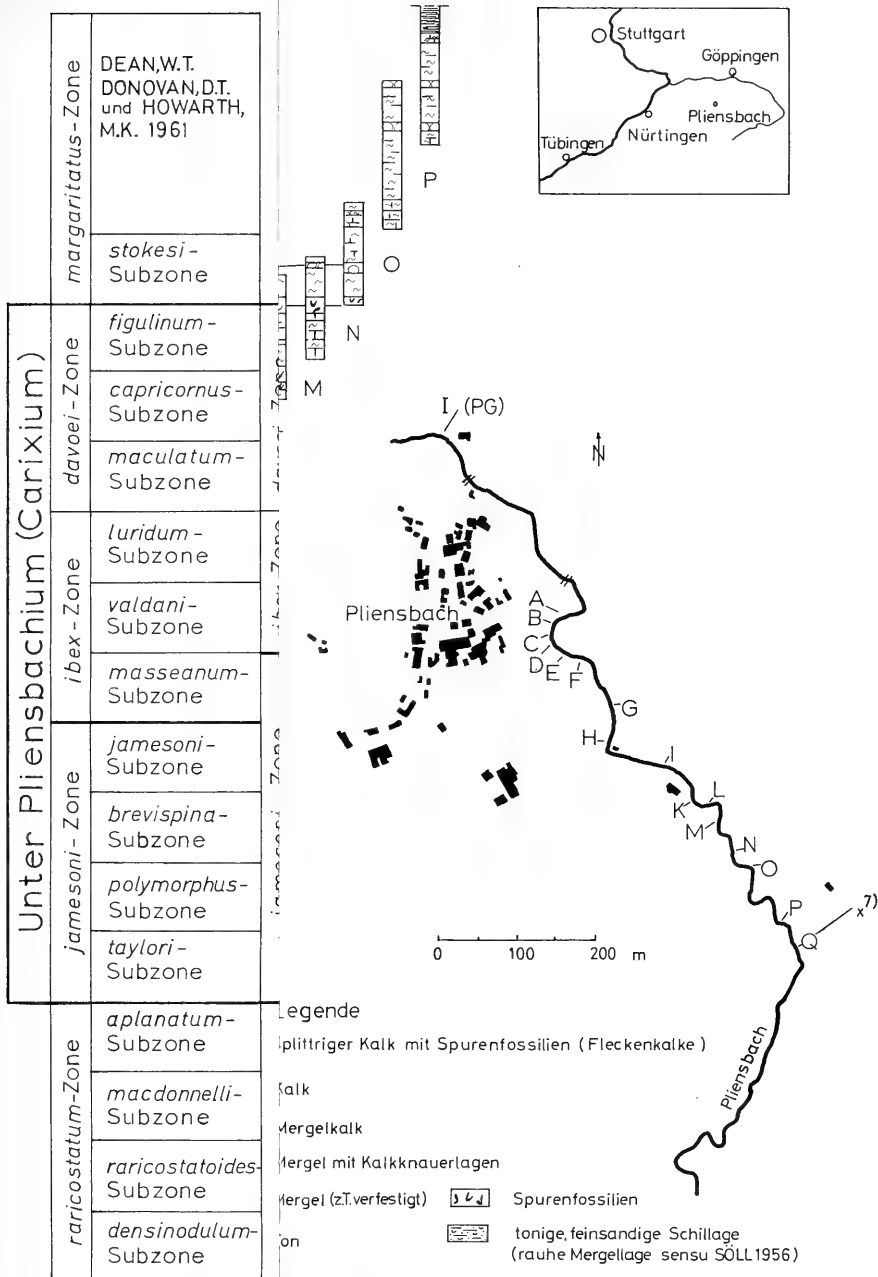 Unter Pliensbachium (Carixium)
margaritatus-Zone
DEAN,W.T.
DONOVAN,D.T.
und HOWARTH,
M.K. 1961
stokesi-
Subzone
davoei-Zone
figulinum-
Subzone
capricornus-
Subzone
maculatum-
Subzone
ibex-Zone
luridum-
Subzone
valdani-
Subzone
masseanum-
Subzone
jamesoni-Zone
jamesoni-
Subzone
brevispina-
Subzone
polymorphus-
Subzone
taylori-
Subzone
raricostatum-Zone
aplanatum-
Subzone
macdonnelli-
Subzone
raricostatoides-
Subzone
densinodulum-
Subzone
P
O
N
M
Stuttgart
Göppingen
Pliensbach
Nürtingen
Tübingen
I (PG)
N
Pliensbach
A
B
C
D
E
F
G
H
I
K
L
M
N
O
P
Q
x7)
0 100 200 m
Pliensbach
egende
plittriger Kalk mit Spurenfossilien (Fleckenkalke)
alk
Mergelkalk
Mergel mit Kalkknauerlagen
Mergel (z.T.verfestigt)
on
Spurenfossilien
tonige, feinsandige Schillage
(rauhe Mergellage sensu SÖLL 1956)